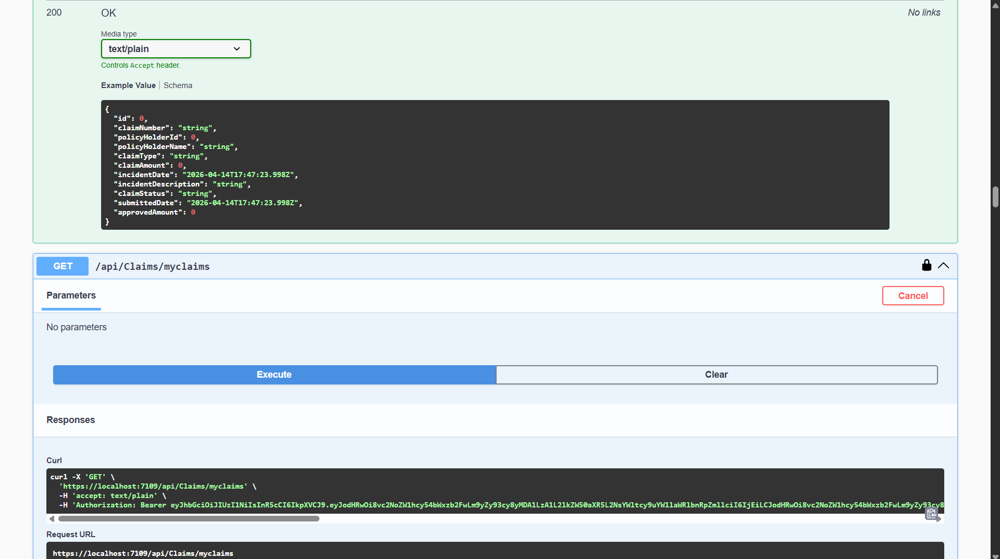 200 OK No links
Media type
text/plain
Controls Accept header.
Example Value | Schema
{
  "id": 0,
  "claimNumber": "string",
  "policyHolderId": 0,
  "policyHolderName": "string",
  "claimType": "string",
  "claimAmount": 0,
  "incidentDate": "2026-04-14T17:47:23.998Z",
  "incidentDescription": "string",
  "claimStatus": "string",
  "submittedDate": "2026-04-14T17:47:23.998Z",
  "approvedAmount": 0
}
GET /api/Claims/myclaims
Parameters Cancel
No parameters
Execute Clear
Responses
Curl
curl -X 'GET' \
  'https://localhost:7109/api/Claims/myclaims' \
  -H 'accept: text/plain' \
  -H 'Authorization: Bearer eyJhbGciOiJIUzI1NiIsInR5cCI6IkpXVCJ9.eyJodHRwOi8vc2NoZW1hcy54bWxzb2FwLm9yZy93cy8yMDA1LzA1L2lkZW50aXR5L2NsYWltcy9uYW1laWRlbnRpZmllciI6IjEiLCJodHRwOi8vc2NoZW1hcy54bWxzb2FwLm9yZy93cy8
Request URL
https://localhost:7109/api/Claims/myclaims